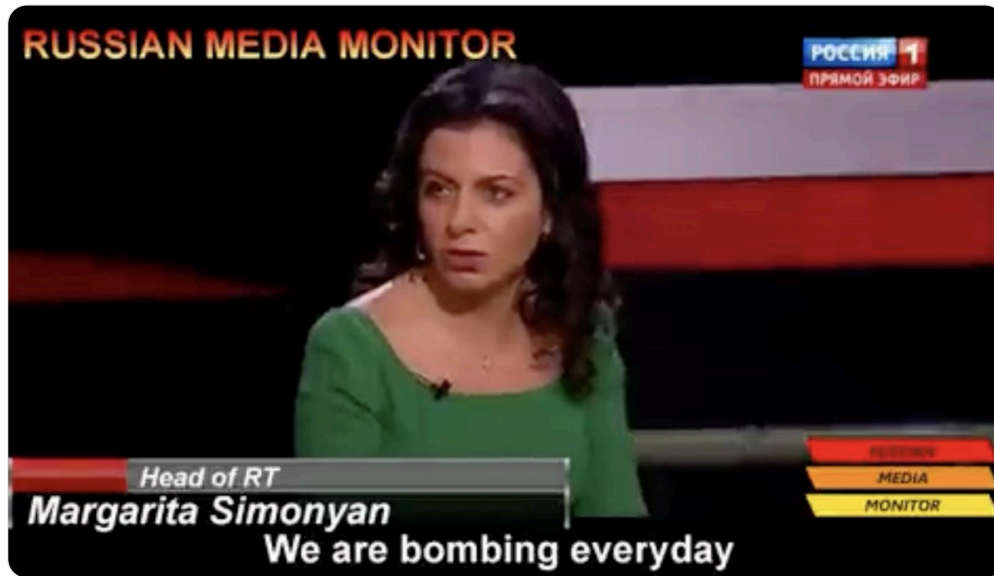 RUSSIAN MEDIA MONITOR
РОССИЯ 1
ПРЯМОЙ ЭФИР
Head of RT
Margarita Simonyan
We are bombing everyday
MEDIA
MONITOR